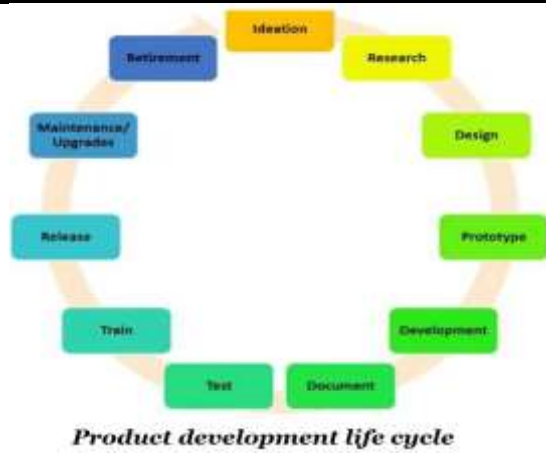 Ideation
Research
Design
Prototype
Development
Document
Test
Train
Release
Maintenance/
Upgrades
Retirement
Product development life cycle